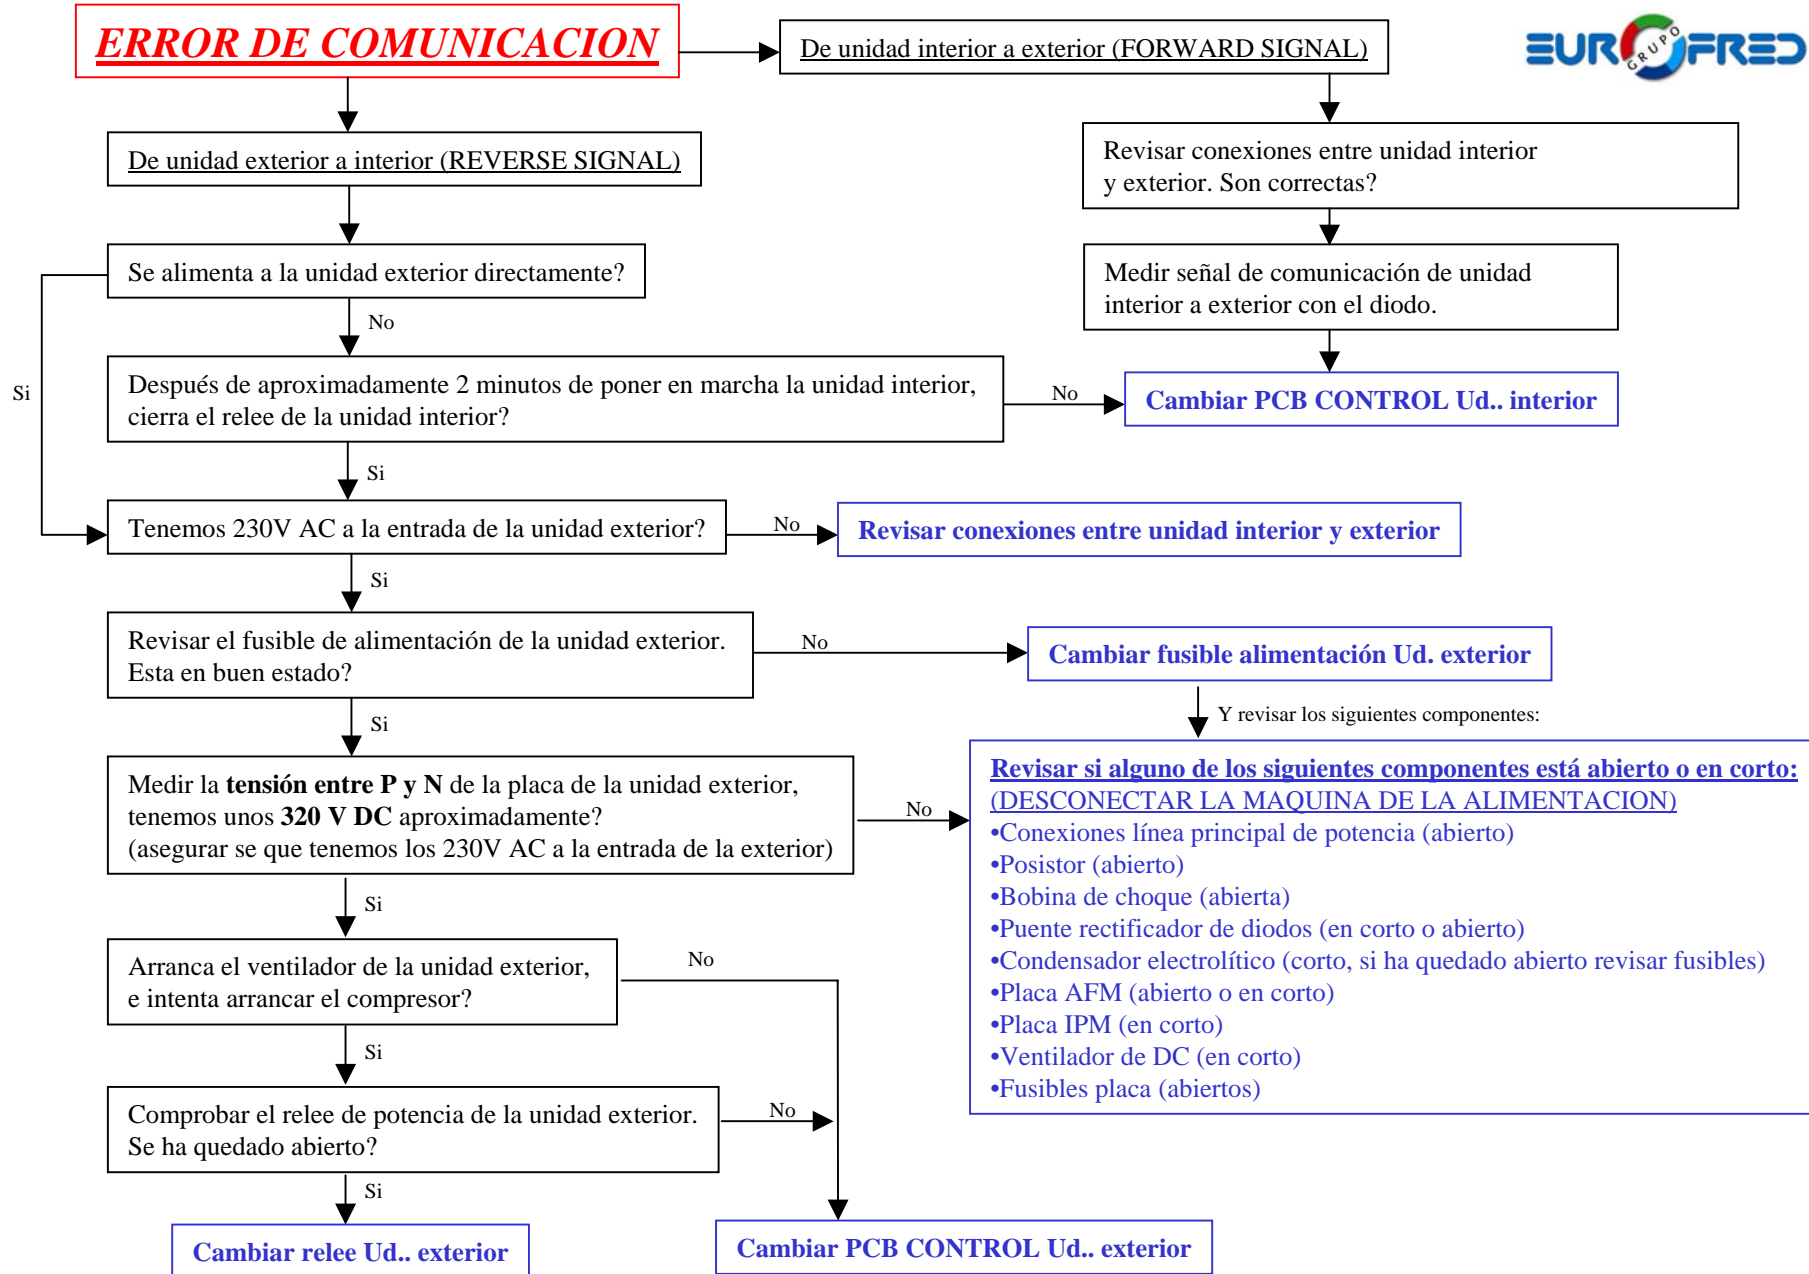 ERROR DE COMUNICACION
De unidad interior a exterior (FORWARD SIGNAL)
EUROFRED
GRUPO
De unidad exterior a interior (REVERSE SIGNAL)
Revisar conexiones entre unidad interior
y exterior. Son correctas?
Se alimenta a la unidad exterior directamente?
Medir señal de comunicación de unidad
interior a exterior con el diodo.
No
Si
Después de aproximadamente 2 minutos de poner en marcha la unidad interior,
cierra el relee de la unidad interior?
No
Cambiar PCB CONTROL Ud.. interior
Si
Tenemos 230V AC a la entrada de la unidad exterior?
No
Revisar conexiones entre unidad interior y exterior
Si
Revisar el fusible de alimentación de la unidad exterior.
Esta en buen estado?
No
Cambiar fusible alimentación Ud. exterior
Si
Y revisar los siguientes componentes:
Medir la tensión entre P y N de la placa de la unidad exterior,
tenemos unos 320 V DC aproximadamente?
(asegurar se que tenemos los 230V AC a la entrada de la exterior)
No
Revisar si alguno de los siguientes componentes está abierto o en corto:
(DESCONECTAR LA MAQUINA DE LA ALIMENTACION)
•Conexiones línea principal de potencia (abierto)
•Posistor (abierto)
•Bobina de choque (abierta)
•Puente rectificador de diodos (en corto o abierto)
•Condensador electrolítico (corto, si ha quedado abierto revisar fusibles)
•Placa AFM (abierto o en corto)
•Placa IPM (en corto)
•Ventilador de DC (en corto)
•Fusibles placa (abiertos)
Si
Arranca el ventilador de la unidad exterior,
e intenta arrancar el compresor?
No
Si
Comprobar el relee de potencia de la unidad exterior.
Se ha quedado abierto?
No
Si
Cambiar relee Ud.. exterior
Cambiar PCB CONTROL Ud.. exterior